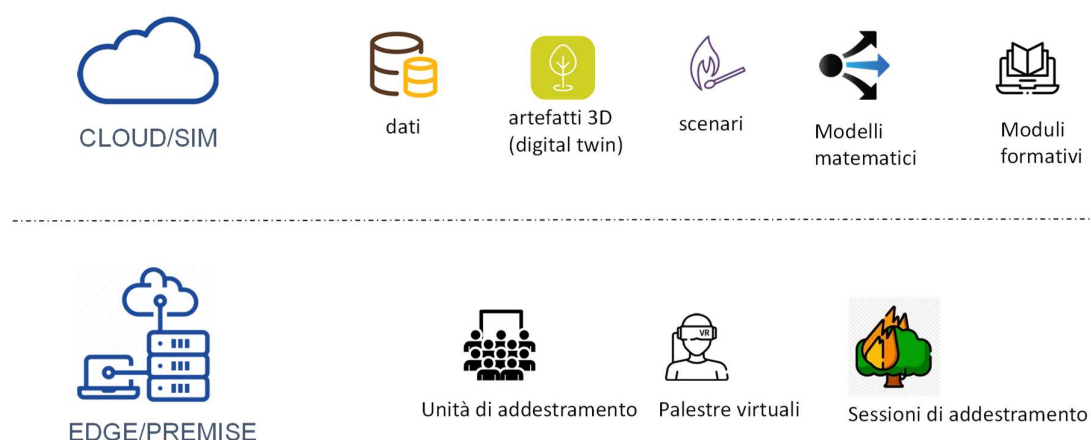 CLOUD/SIM
dati
artefatti 3D
(digital twin)
scenari
Modelli
matematici
Moduli
formativi
EDGE/PREMISE
Unità di addestramento
VR
Palestre virtuali
Sessioni di addestramento